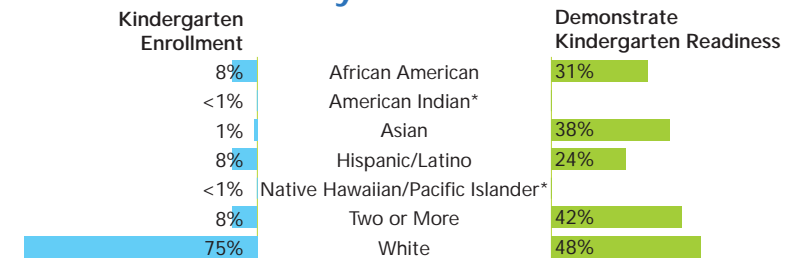 Kindergarten
Enrollment
Demonstrate
Kindergarten Readiness
8% African American 31%
<1% American Indian*
1% Asian 38%
8% Hispanic/Latino 24%
<1% Native Hawaiian/Pacific Islander*
8% Two or More 42%
75% White 48%